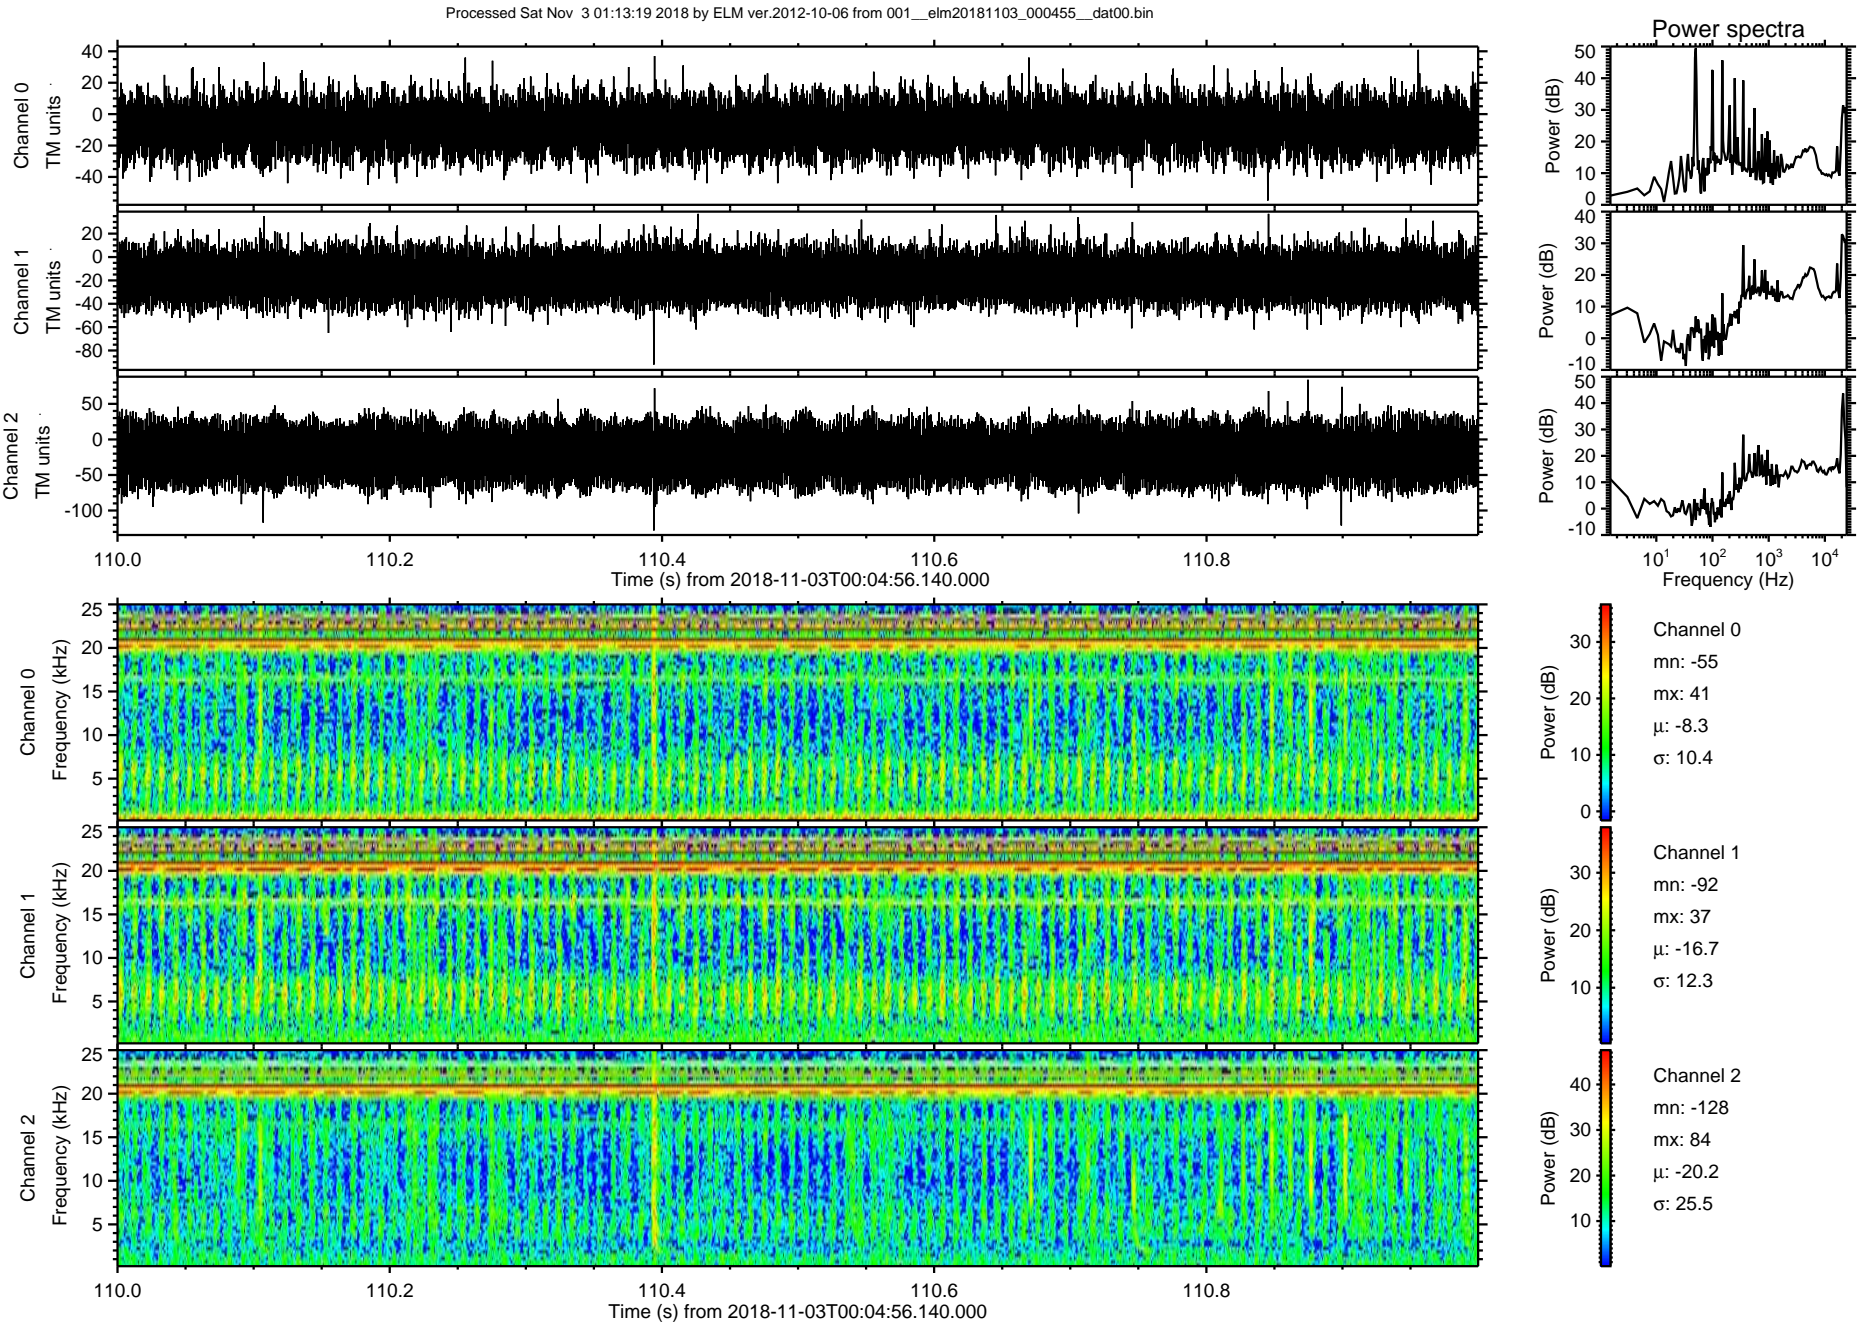 Processed Sat Nov  3 01:13:19 2018 by ELM ver.2012-10-06 from 001__elm20181103_000455__dat00.bin
Power spectra
Channel 0
TM units
40
20
0
-20
-40
Power (dB)
50
40
30
20
10
0
Channel 1
TM units
20
0
-20
-40
-60
-80
Power (dB)
40
30
20
10
0
-10
Channel 2
TM units
50
0
-50
-100
Power (dB)
50
40
30
20
10
0
-10
110.0 110.2 110.4 110.6 110.8
Time (s) from 2018-11-03T00:04:56.140.000
10^1 10^2 10^3 10^4
Frequency (Hz)
Channel 0
Frequency (kHz)
25
20
15
10
5
Power (dB)
30
20
10
0
Channel 0
mn: -55
mx: 41
μ: -8.3
σ: 10.4
Channel 1
Frequency (kHz)
25
20
15
10
5
Power (dB)
30
20
10
Channel 1
mn: -92
mx: 37
μ: -16.7
σ: 12.3
Channel 2
Frequency (kHz)
25
20
15
10
5
Power (dB)
40
30
20
10
Channel 2
mn: -128
mx: 84
μ: -20.2
σ: 25.5
110.0 110.2 110.4 110.6 110.8
Time (s) from 2018-11-03T00:04:56.140.000